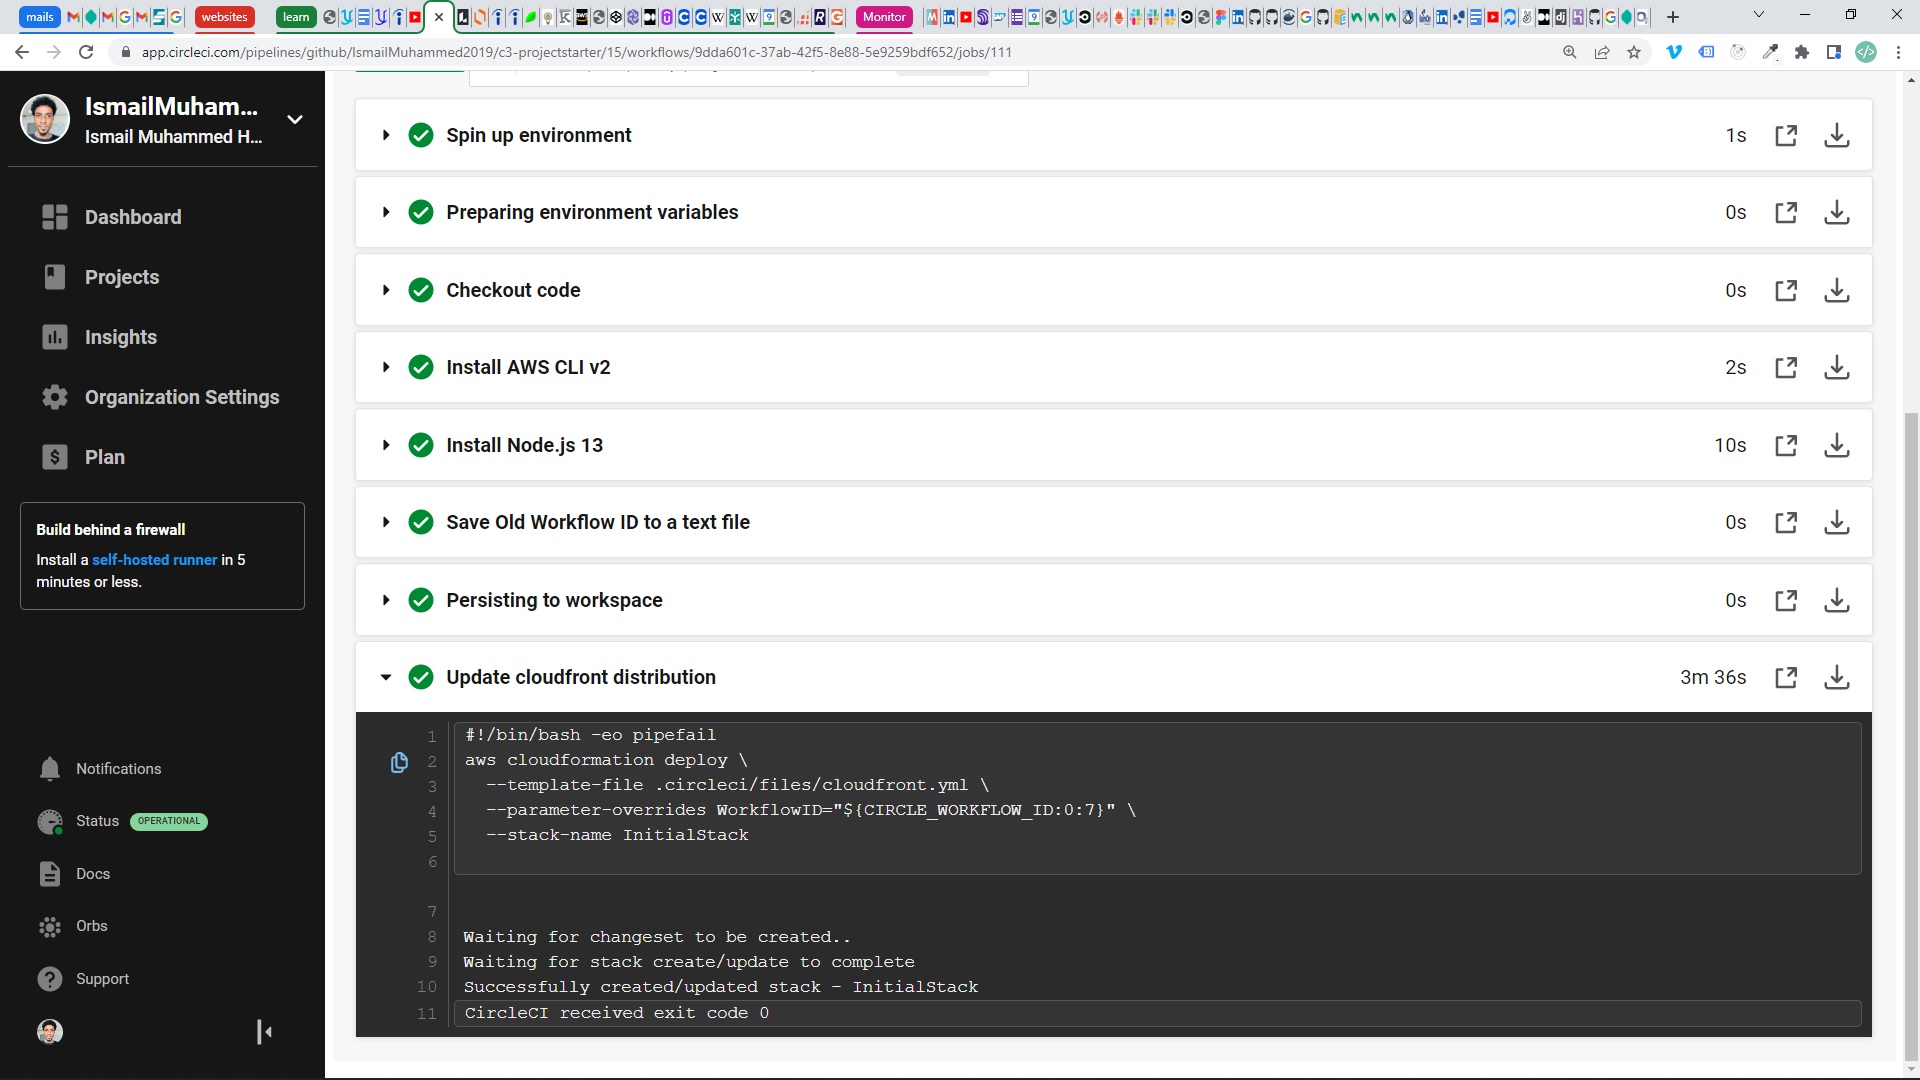 mails
websites
learn
Monitor
app.circleci.com/pipelines/github/IsmailMuhammed2019/c3-projectstarter/15/workflows/9dda601c-37ab-42f5-8e88-5e9259bdf652/jobs/111
IsmailMuham...
Ismail Muhammed H...
Dashboard
Projects
Insights
Organization Settings
Plan
Build behind a firewall
Install a self-hosted runner in 5
minutes or less.
Notifications
Status OPERATIONAL
Docs
Orbs
Support
Spin up environment 1s
Preparing environment variables 0s
Checkout code 0s
Install AWS CLI v2 2s
Install Node.js 13 10s
Save Old Workflow ID to a text file 0s
Persisting to workspace 0s
Update cloudfront distribution 3m 36s
1 #!/bin/bash -eo pipefail
2 aws cloudformation deploy \
3 --template-file .circleci/files/cloudfront.yml \
4 --parameter-overrides WorkflowID="${CIRCLE_WORKFLOW_ID:0:7}" \
5 --stack-name InitialStack
6
7
8 Waiting for changeset to be created..
9 Waiting for stack create/update to complete
10 Successfully created/updated stack - InitialStack
11 CircleCI received exit code 0